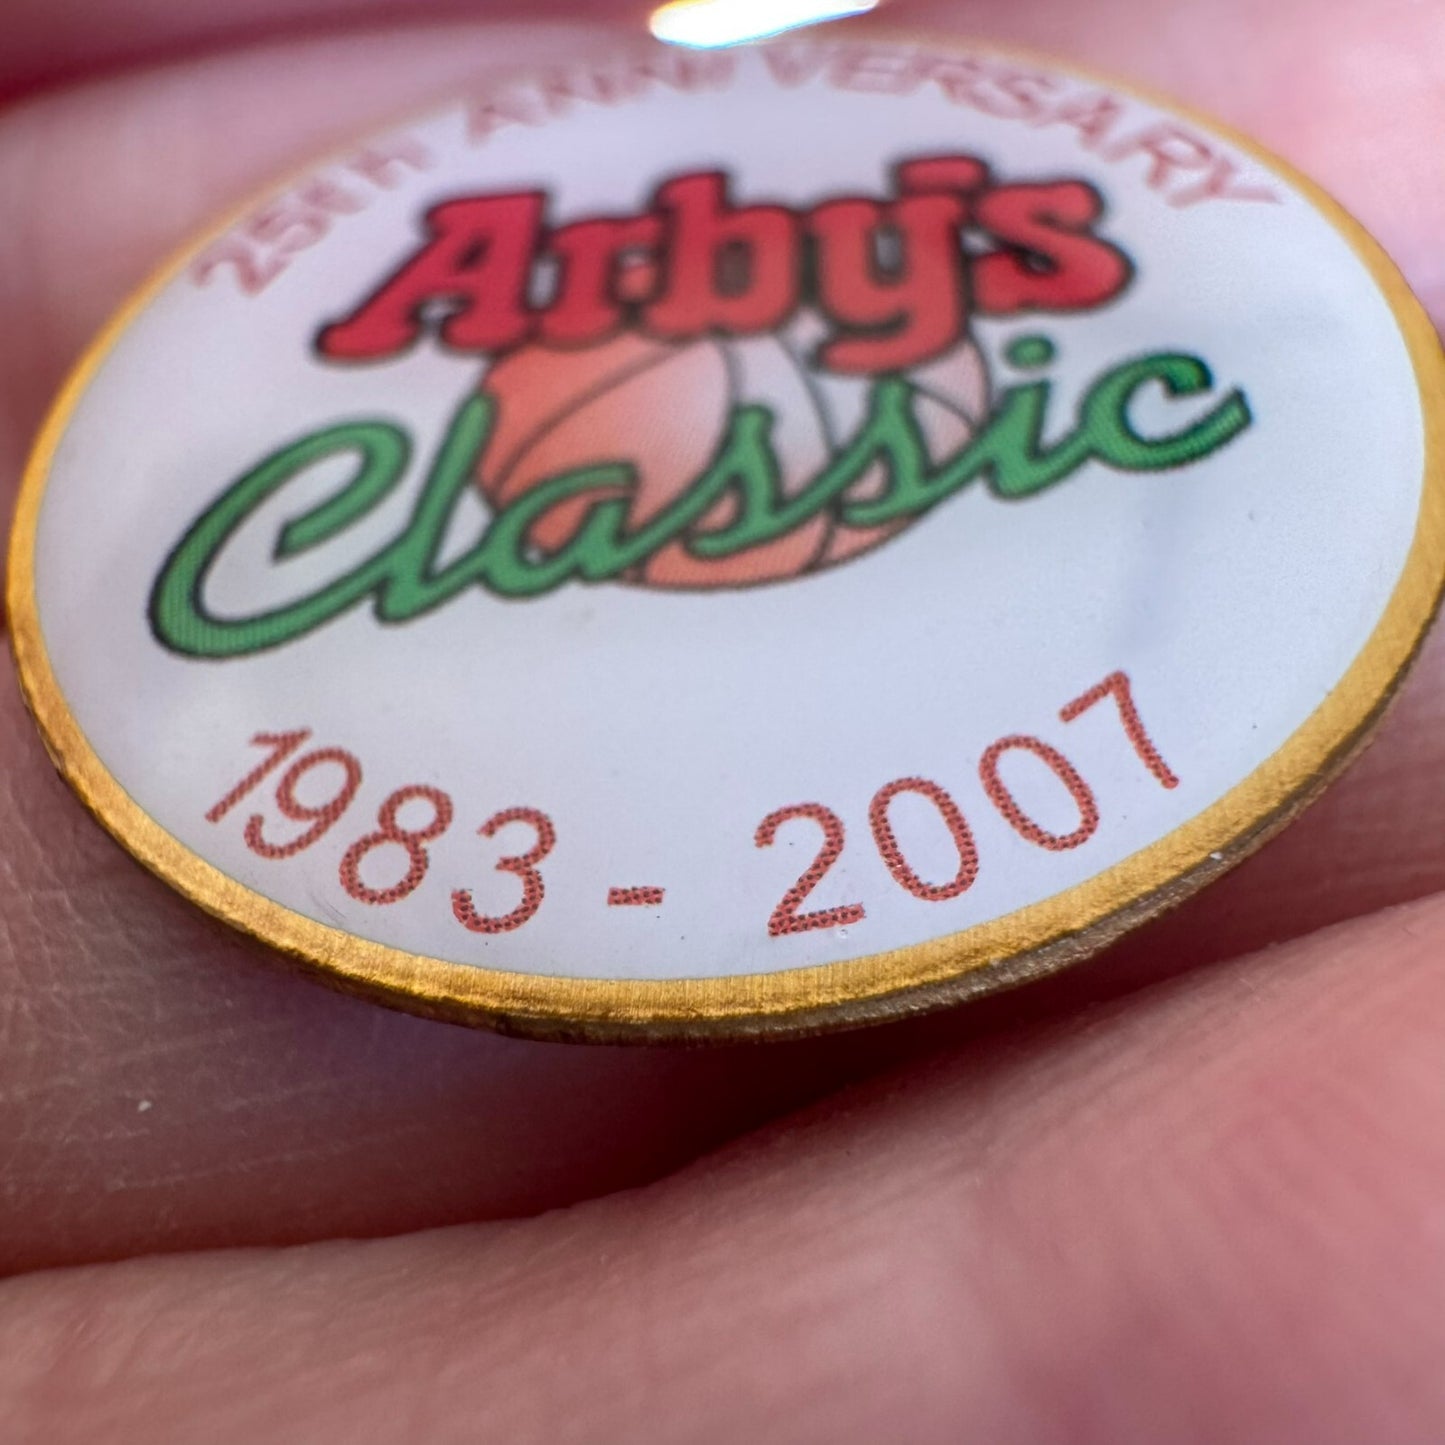 25TH ANNIVERSARY
Arby's
Classic
1983 - 2007